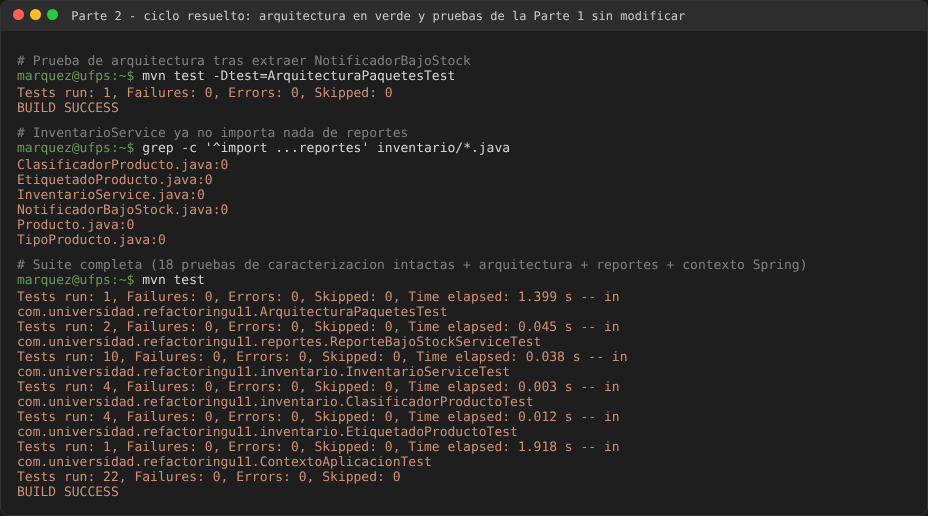 Parte 2 - ciclo resuelto: arquitectura en verde y pruebas de la Parte 1 sin modificar
# Prueba de arquitectura tras extraer NotificadorBajoStock
marquez@ufps:~$ mvn test -Dtest=ArquitecturaPaquetesTest
Tests run: 1, Failures: 0, Errors: 0, Skipped: 0
BUILD SUCCESS
# InventarioService ya no importa nada de reportes
marquez@ufps:~$ grep -c '^import ...reportes' inventario/*.java
ClasificadorProducto.java:0
EtiquetadoProducto.java:0
InventarioService.java:0
NotificadorBajoStock.java:0
Producto.java:0
TipoProducto.java:0
# Suite completa (18 pruebas de caracterizacion intactas + arquitectura + reportes + contexto Spring)
marquez@ufps:~$ mvn test
Tests run: 1, Failures: 0, Errors: 0, Skipped: 0, Time elapsed: 1.399 s -- in
com.universidad.refactoringu11.ArquitecturaPaquetesTest
Tests run: 2, Failures: 0, Errors: 0, Skipped: 0, Time elapsed: 0.045 s -- in
com.universidad.refactoringu11.reportes.ReporteBajoStockServiceTest
Tests run: 10, Failures: 0, Errors: 0, Skipped: 0, Time elapsed: 0.038 s -- in
com.universidad.refactoringu11.inventario.InventarioServiceTest
Tests run: 4, Failures: 0, Errors: 0, Skipped: 0, Time elapsed: 0.003 s -- in
com.universidad.refactoringu11.inventario.ClasificadorProductoTest
Tests run: 4, Failures: 0, Errors: 0, Skipped: 0, Time elapsed: 0.012 s -- in
com.universidad.refactoringu11.inventario.EtiquetadoProductoTest
Tests run: 1, Failures: 0, Errors: 0, Skipped: 0, Time elapsed: 1.918 s -- in
com.universidad.refactoringu11.ContextoAplicacionTest
Tests run: 22, Failures: 0, Errors: 0, Skipped: 0
BUILD SUCCESS